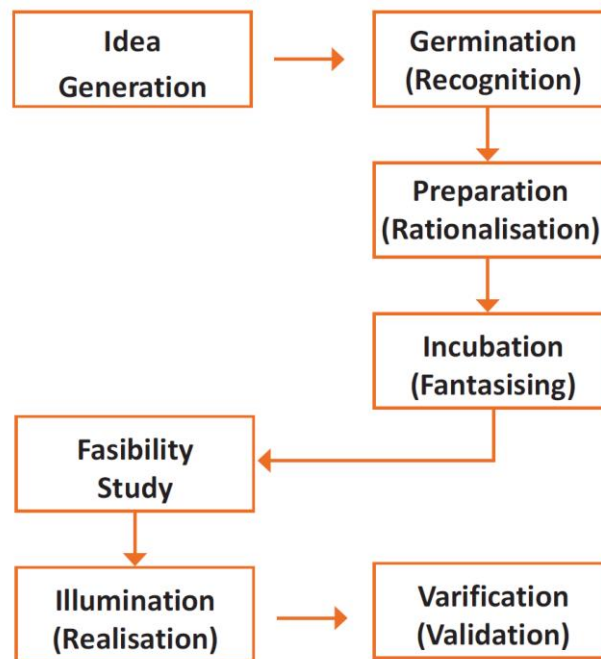 Idea
Generation
Germination
(Recognition)
Preparation
(Rationalisation)
Incubation
(Fantasising)
Fasibility
Study
Illumination
(Realisation)
Varification
(Validation)